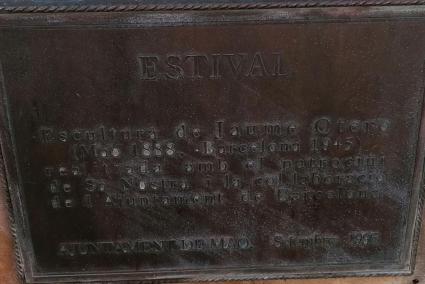 ESTIVAL
Escultura de Jaume Otero
(Maó 1888, Barcelona 1945)
realitzada amb el patrocini
de Sa Nostra i la col·laboració
de l'Ajuntament de Barcelona
AJUNTAMENT DE MAÓ Setembre